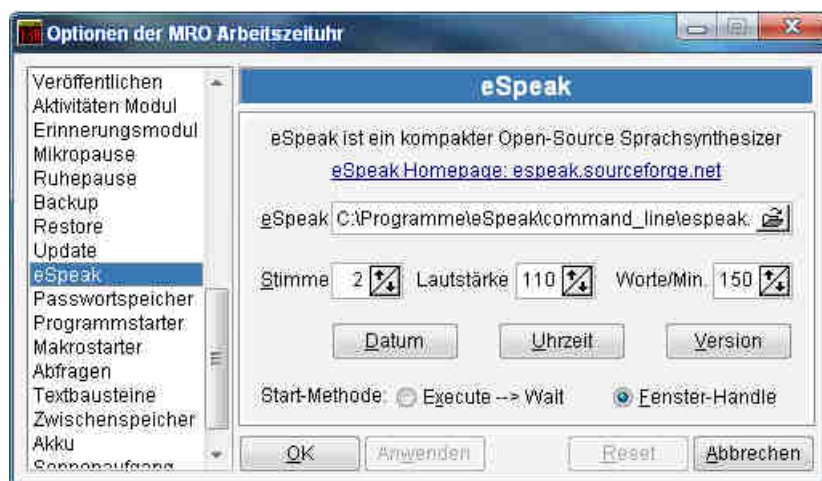 Optionen der MRO Arbeitszeituhr
Veröffentlichen
Aktivitäten Modul
Erinnerungsmodul
Mikropause
Ruhepause
Backup
Restore
Update
eSpeak
Passwortspeicher
Programmstarter
Makrostarter
Abfragen
Textbausteine
Zwischenspeicher
Akku
Sonnenaufgang
eSpeak
eSpeak ist ein kompakter Open-Source Sprachsynthesizer
eSpeak Homepage: espeak.sourceforge.net
eSpeak C:\Programme\eSpeak\command_line\espeak.
Stimme 2 Lautstärke 110 Worte/Min. 150
Datum Uhrzeit Version
Start-Methode: Execute --> Wait Fenster-Handle
OK Anwenden Reset Abbrechen